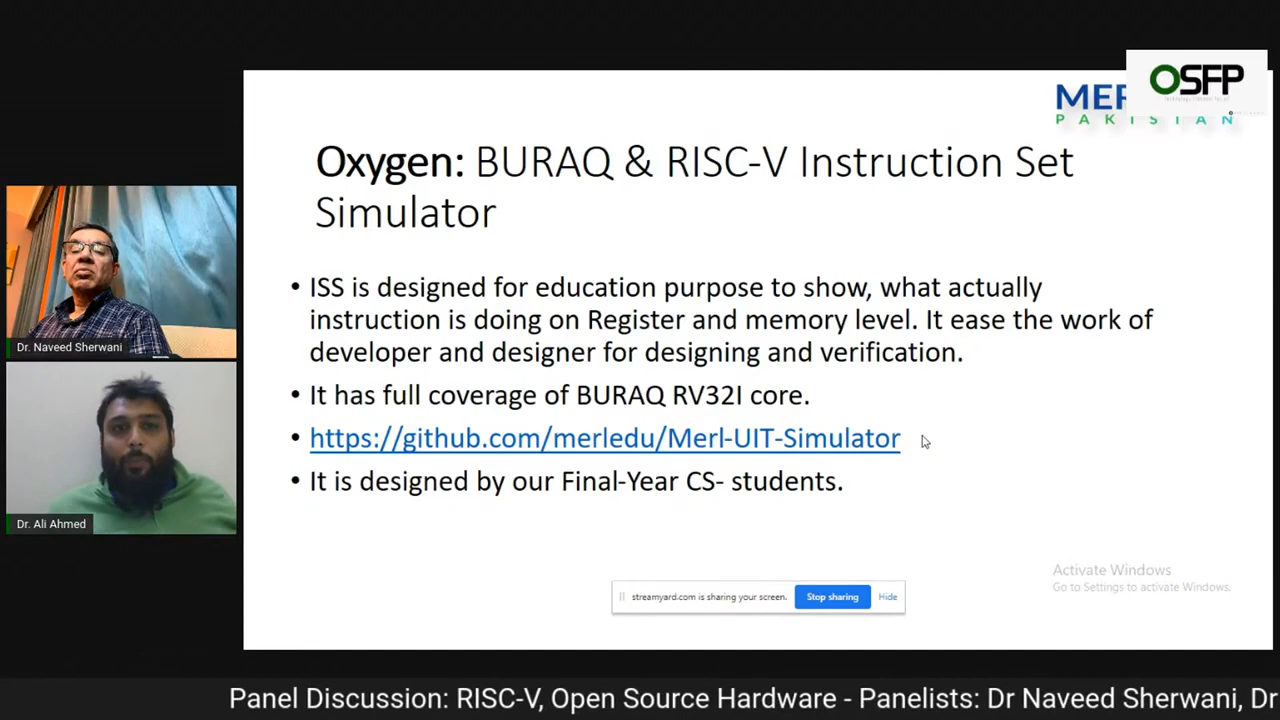 OSFP
MER
PAKISTAN
Oxygen: BURAQ & RISC-V Instruction Set
Simulator
• ISS is designed for education purpose to show, what actually
instruction is doing on Register and memory level. It ease the work of
developer and designer for designing and verification.
• It has full coverage of BURAQ RV32I core.
• https://github.com/merledu/Merl-UIT-Simulator
• It is designed by our Final-Year CS- students.
Dr. Naveed Sherwani
Dr. Ali Ahmed
Activate Windows
Go to Settings to activate Windows.
streamyard.com is sharing your screen.
Stop sharing
Hide
Panel Discussion: RISC-V, Open Source Hardware - Panelists: Dr Naveed Sherwani, Dr